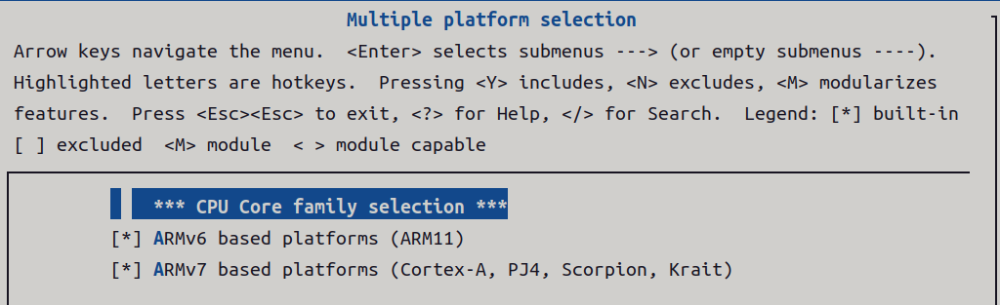 Multiple platform selection
Arrow keys navigate the menu.  <Enter> selects submenus ---> (or empty submenus ----).
Highlighted letters are hotkeys.  Pressing <Y> includes, <N> excludes, <M> modularizes
features.  Press <Esc><Esc> to exit, <?> for Help, </> for Search.  Legend: [*] built-in
[ ] excluded  <M> module  < > module capable
*** CPU Core family selection ***
[*] ARMv6 based platforms (ARM11)
[*] ARMv7 based platforms (Cortex-A, PJ4, Scorpion, Krait)